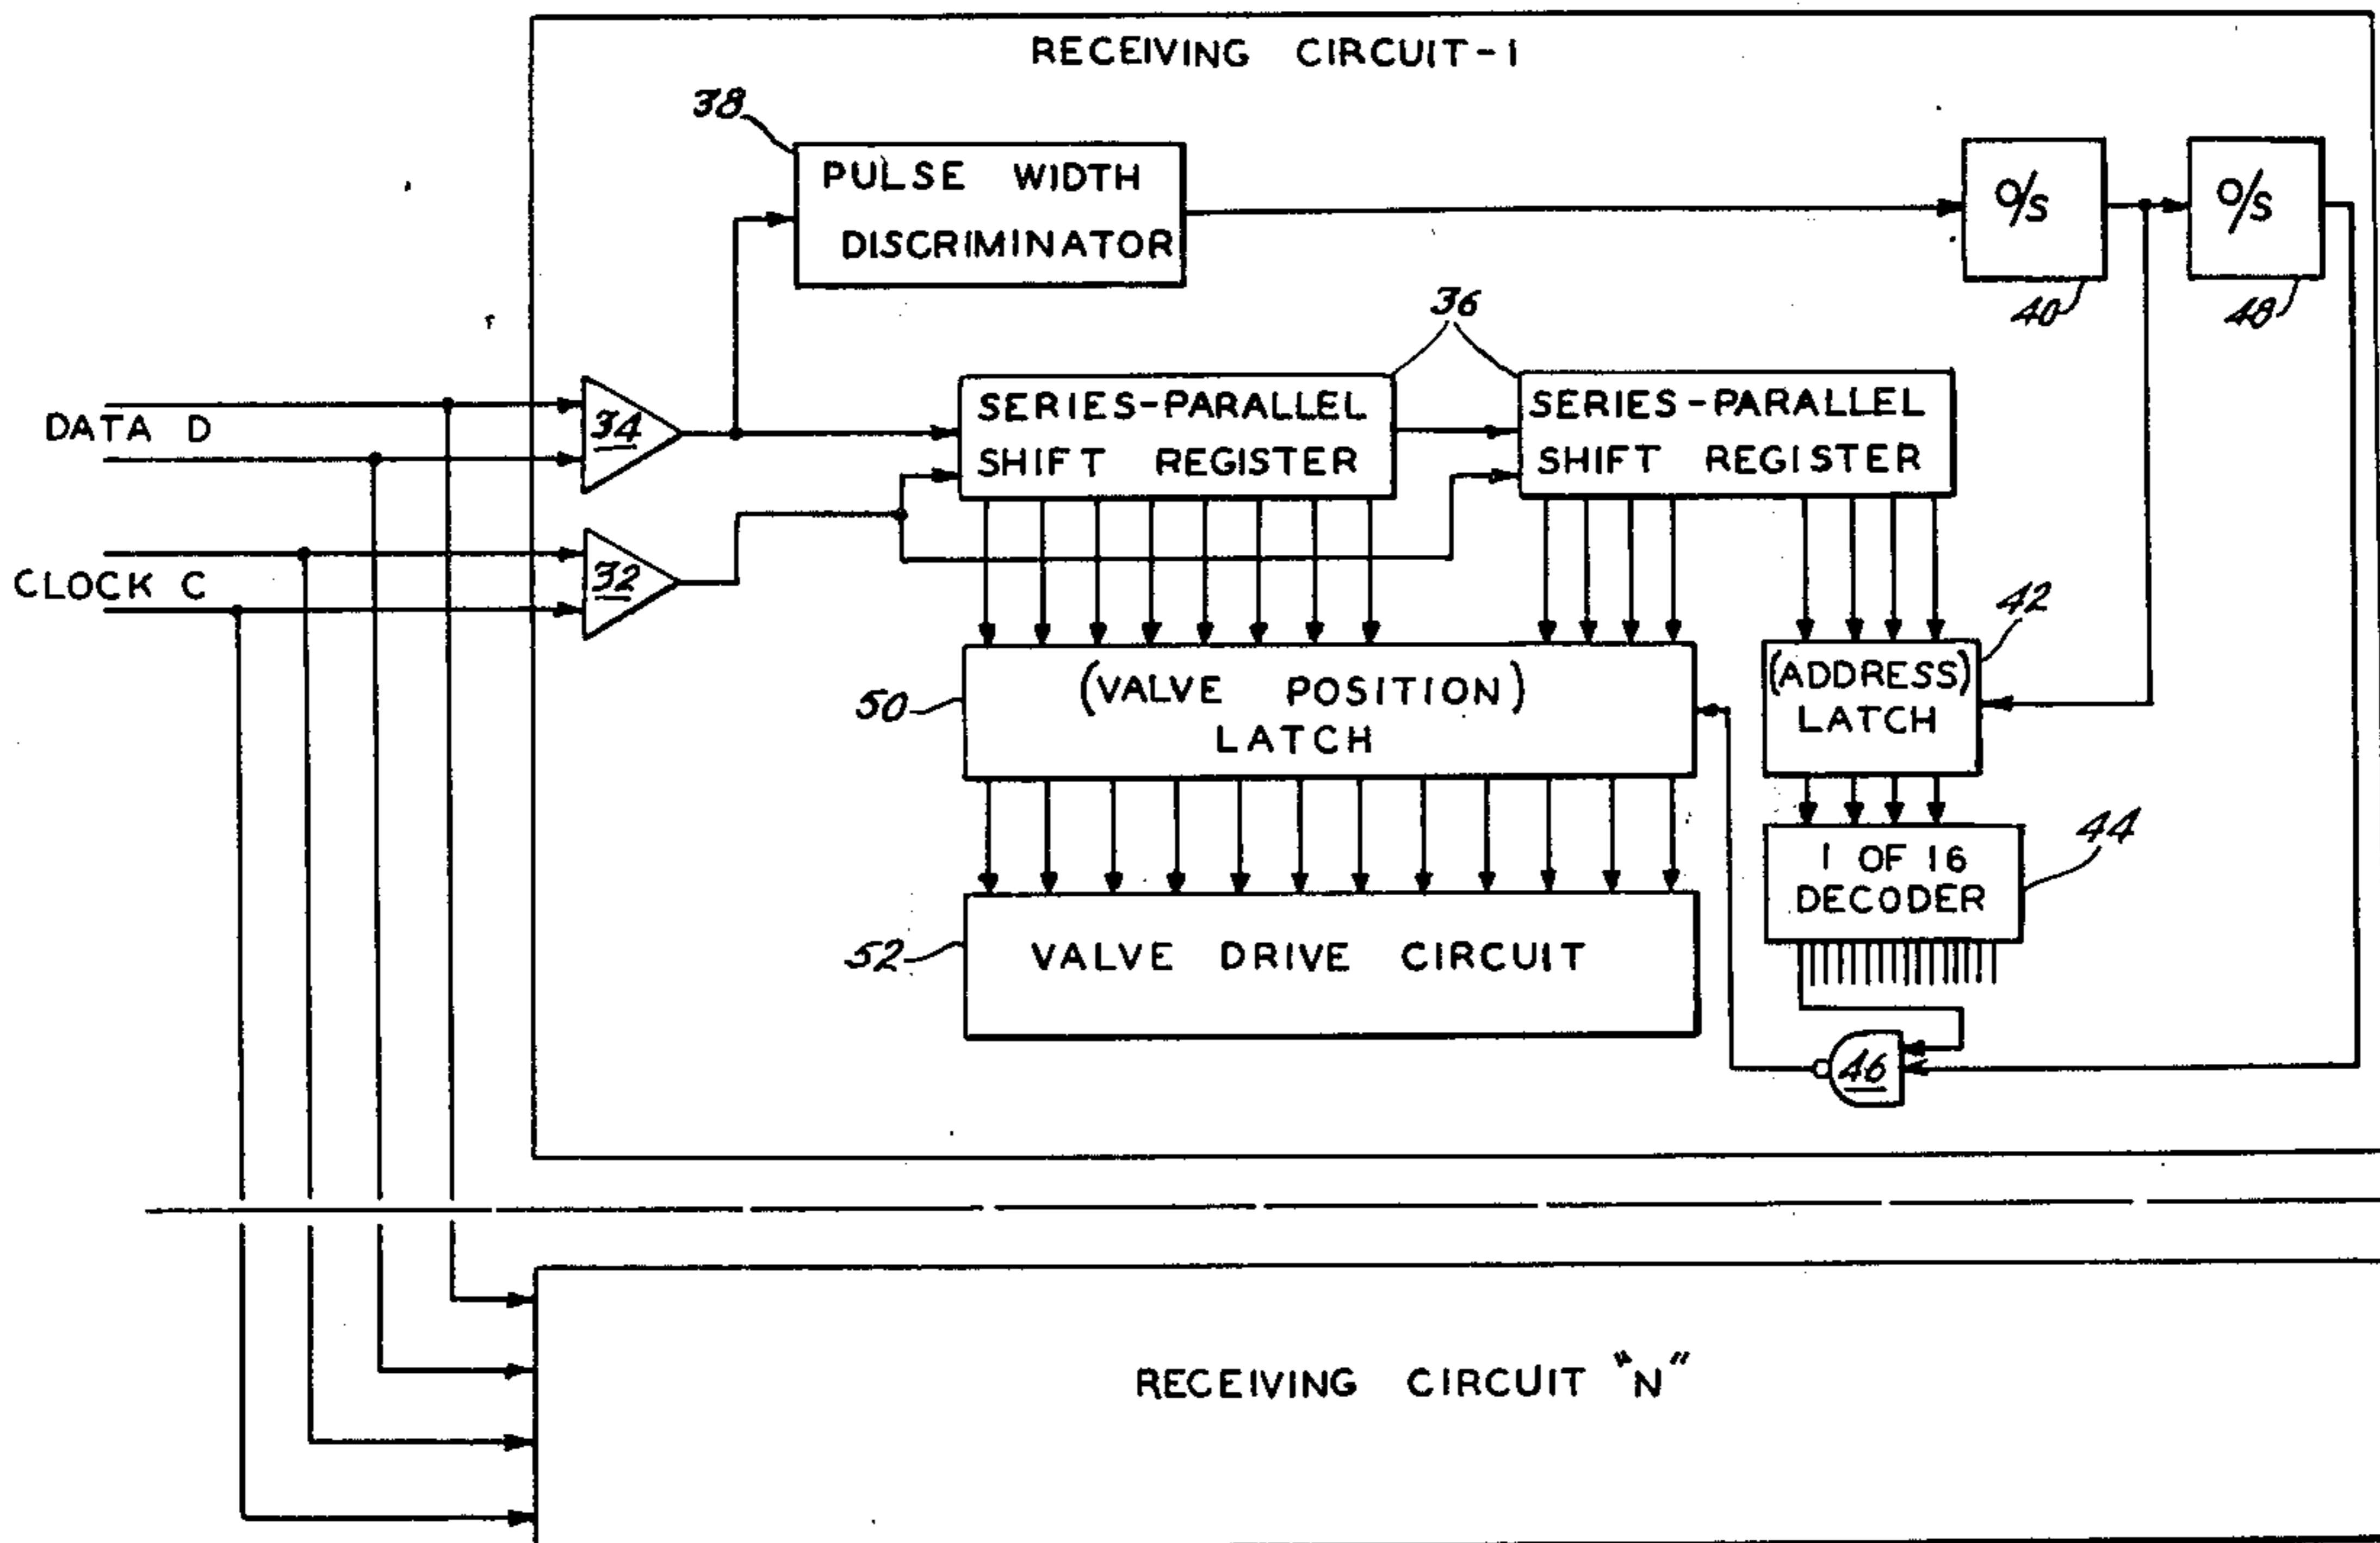 RECEIVING CIRCUIT-1
38
PULSE WIDTH
DISCRIMINATOR
O/S
O/S
40
48
36
DATA D
34
SERIES-PARALLEL
SHIFT REGISTER
SERIES-PARALLEL
SHIFT REGISTER
CLOCK C
32
42
50
(VALVE POSITION)
LATCH
(ADDRESS)
LATCH
44
1 OF 16
DECODER
52
VALVE DRIVE CIRCUIT
46
RECEIVING CIRCUIT "N"